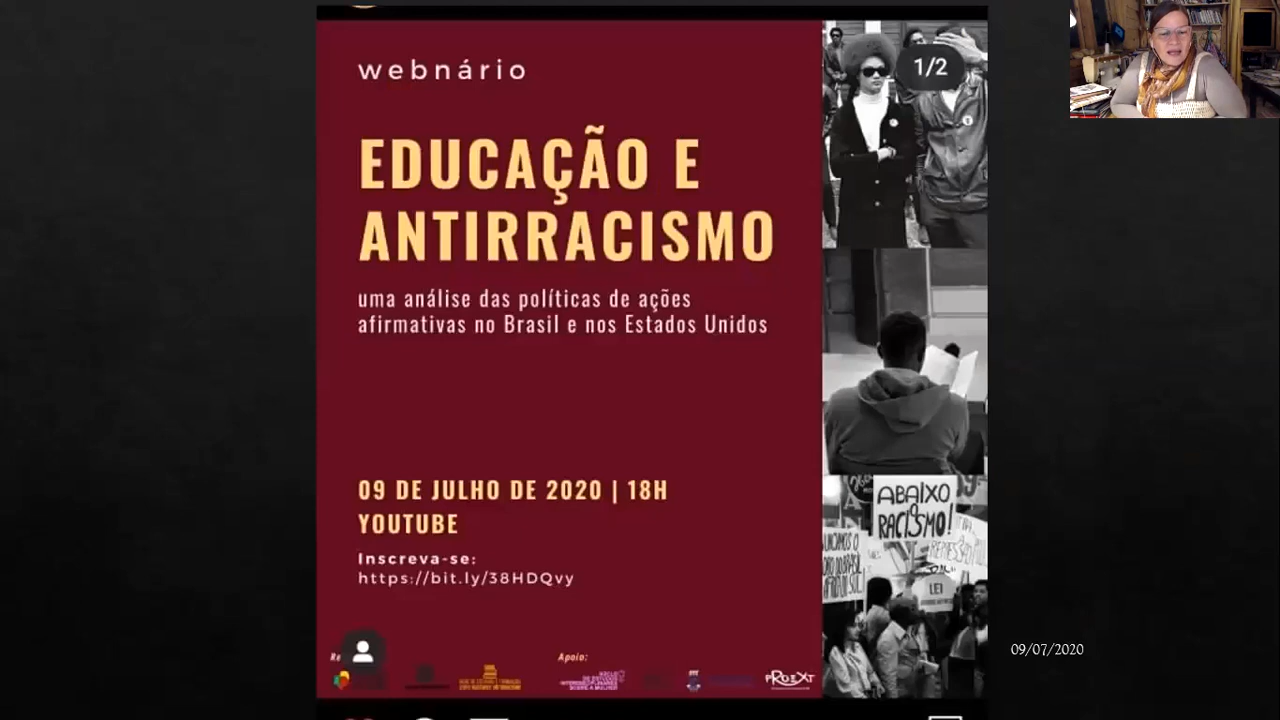 webnário
1/2
EDUCAÇÃO E
ANTIRRACISMO
uma análise das políticas de ações
afirmativas no Brasil e nos Estados Unidos
09 DE JULHO DE 2020 | 18H
YOUTUBE
Inscreva-se:
https://bit.ly/38HDQvy
Apoio:
PROEXT
ABAIXO
O
RACISMO!
LEI
09/07/2020